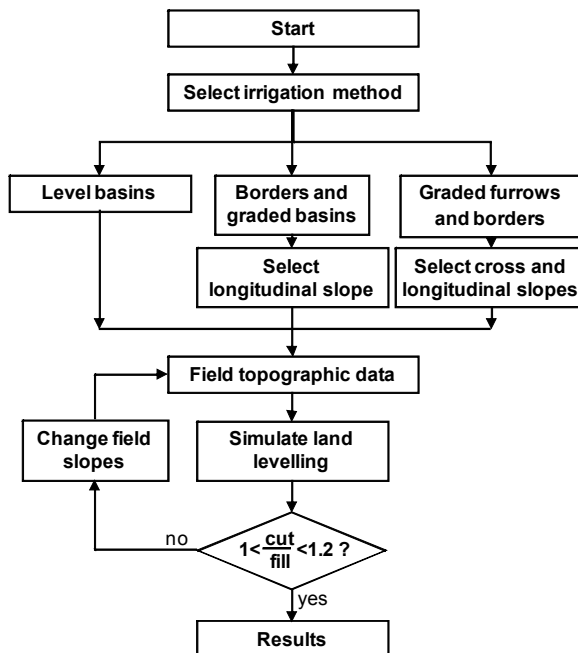 Start
Select irrigation method
Level basins
Borders and
graded basins
Graded furrows
and borders
Select
longitudinal slope
Select cross and
longitudinal slopes
Field topographic data
Change field
slopes
Simulate land
levelling
no
1<cut/fill<1.2 ?
yes
Results